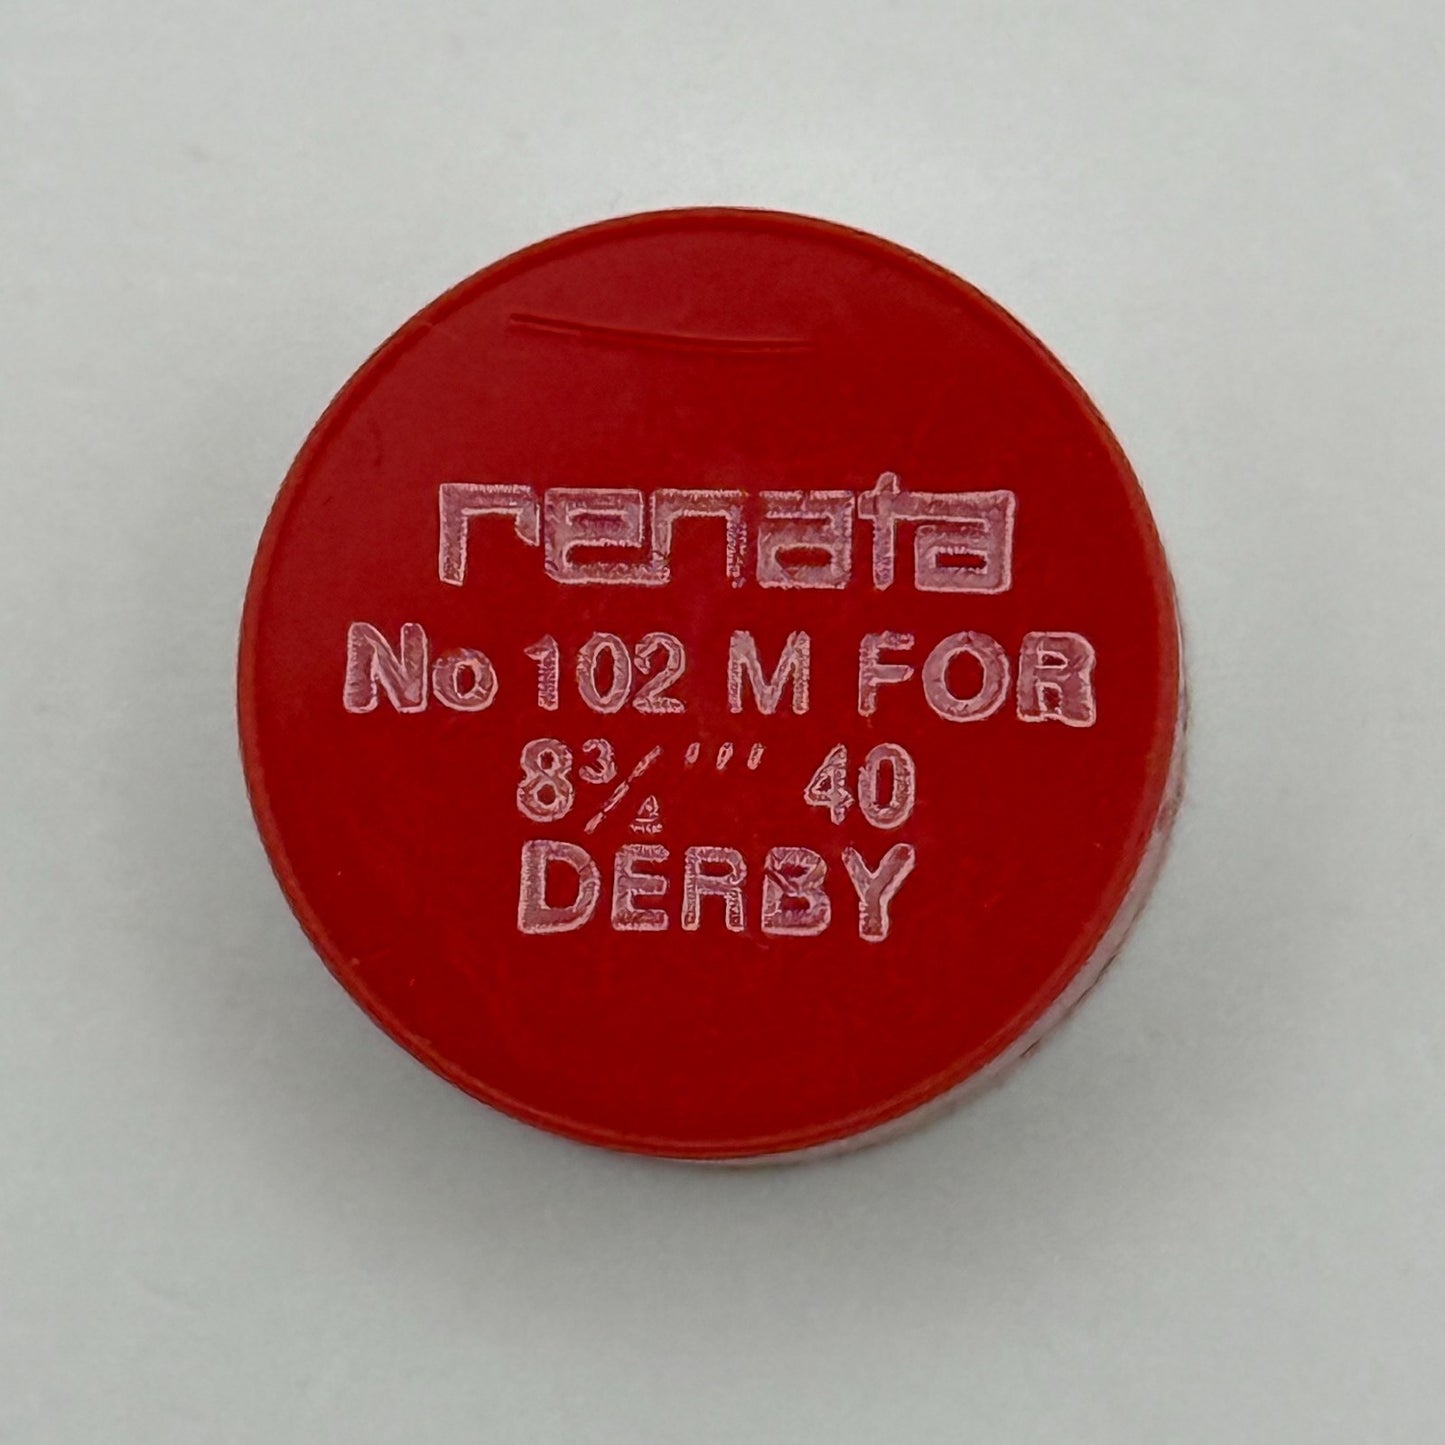 renata
No 102 M FOR
8¾''' 40
DERBY